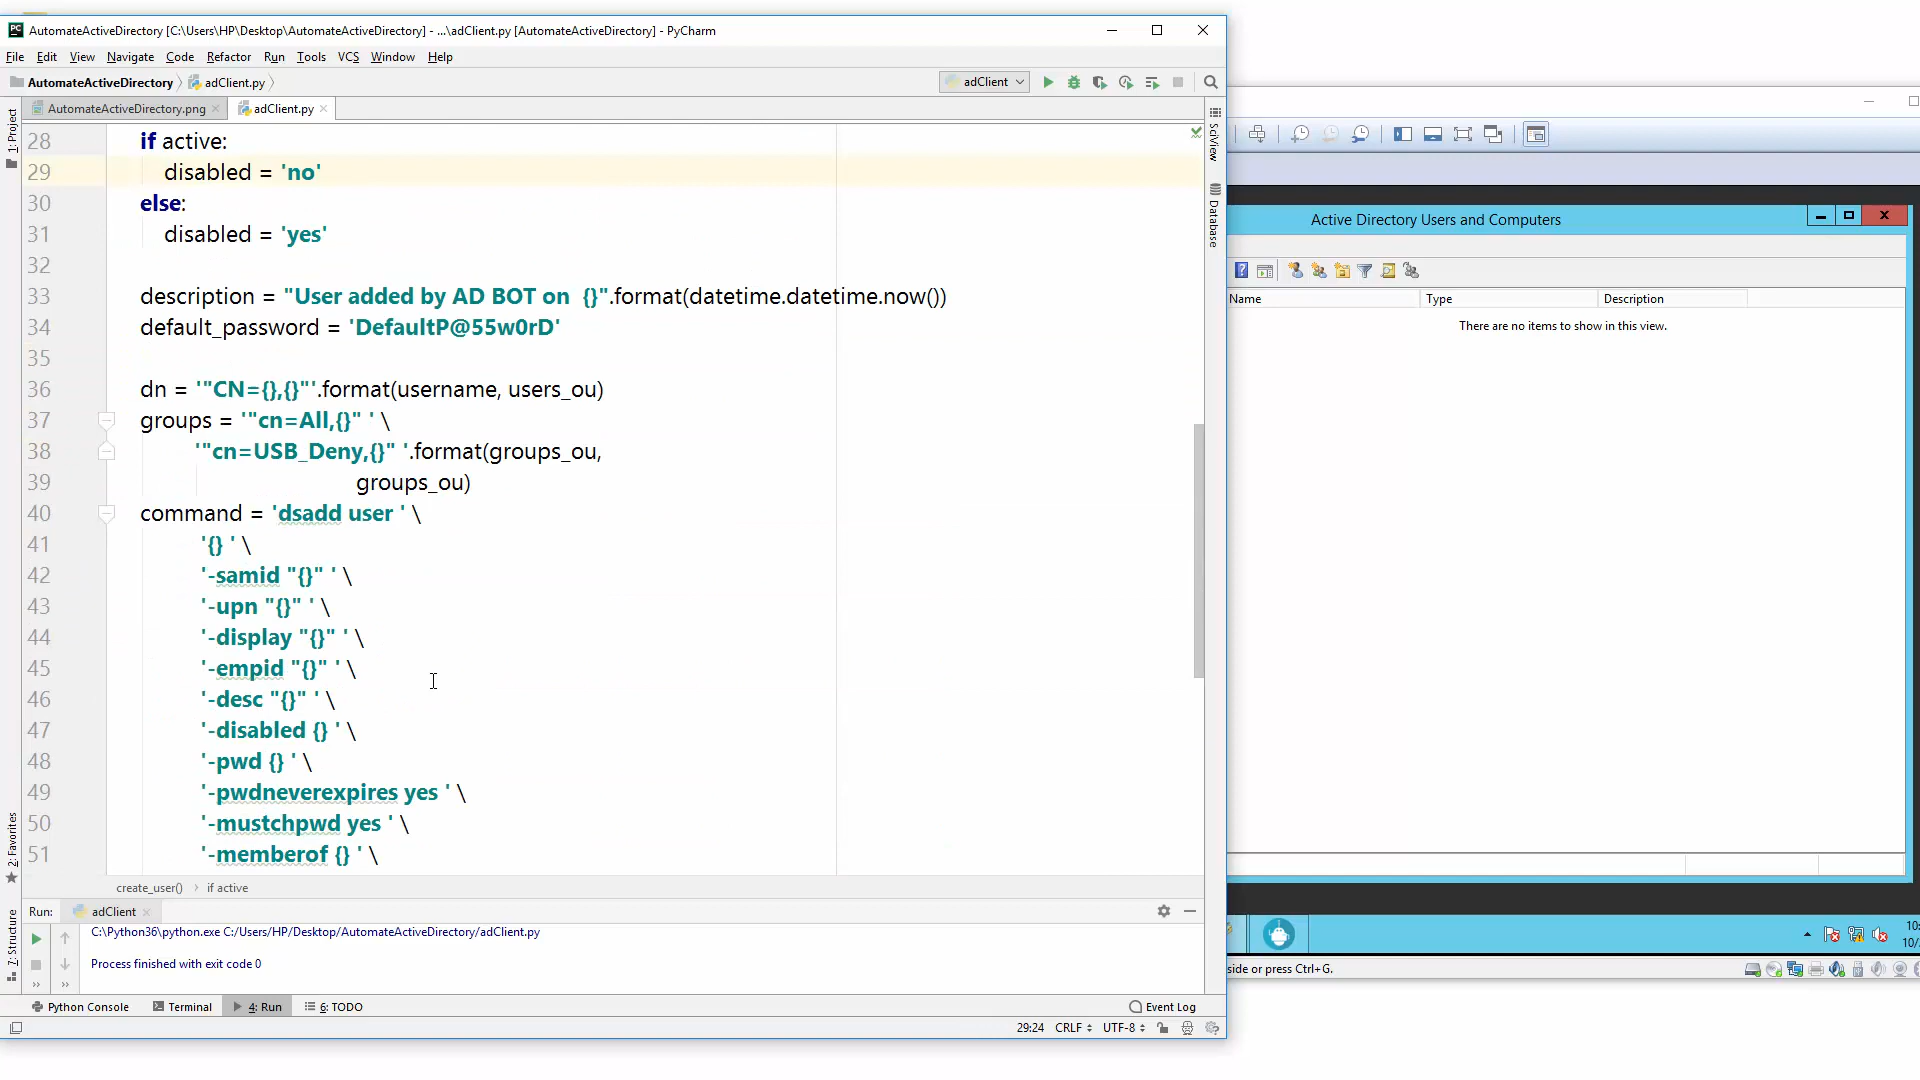 AutomateActiveDirectory [C:\Users\HP\Desktop\AutomateActiveDirectory] - ...\adClient.py [AutomateActiveDirectory] - PyCharm
File Edit View Navigate Code Refactor Run Tools VCS Window Help
AutomateActiveDirectory adClient.py
adClient
AutomateActiveDirectory.png adClient.py
1: Project
SciView
Database
28 if active:
29 disabled = 'no'
30 else:
31 disabled = 'yes'
32
33 description = "User added by AD BOT on  {}".format(datetime.datetime.now())
34 default_password = 'DefaultP@55w0rD'
35
36 dn = '"CN={},{}"'.format(username, users_ou)
37 groups = '"cn=All,{}" ' \
38 '"cn=USB_Deny,{}" '.format(groups_ou,
39 groups_ou)
40 command = 'dsadd user ' \
41 '{} ' \
42 '-samid "{}" ' \
43 '-upn "{}" ' \
44 '-display "{}" ' \
45 '-empid "{}" ' \
46 '-desc "{}" ' \
47 '-disabled {} ' \
48 '-pwd {} ' \
49 '-pwdneverexpires yes ' \
50 '-mustchpwd yes ' \
51 '-memberof {} ' \
2: Favorites
7: Structure
create_user() if active
Run: adClient
C:\Python36\python.exe C:/Users/HP/Desktop/AutomateActiveDirectory/adClient.py
Process finished with exit code 0
Python Console Terminal 4: Run 6: TODO Event Log
29:24 CRLF UTF-8
Active Directory Users and Computers
Name Type Description
There are no items to show in this view.
10:
10/
side or press Ctrl+G.